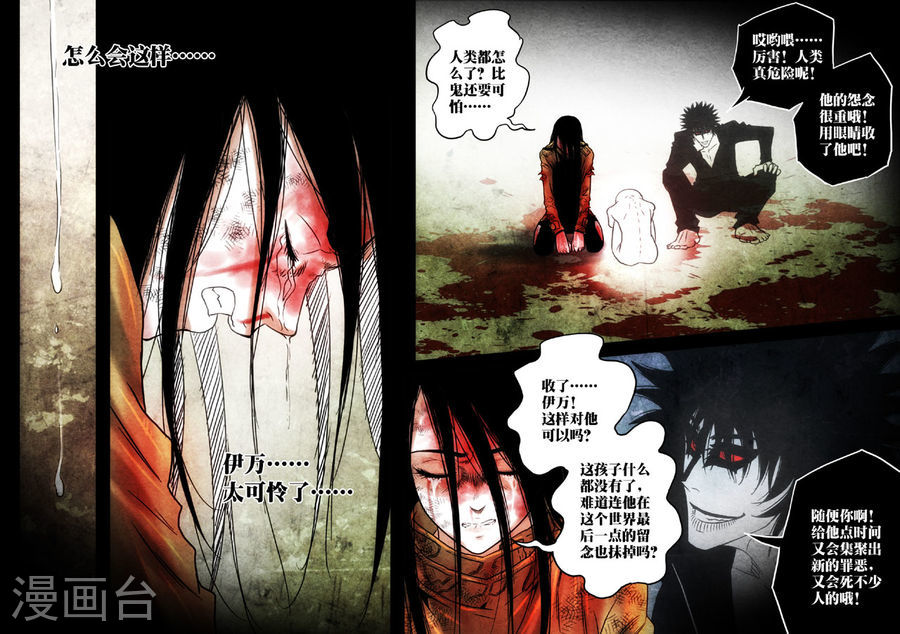 怎么会这样……
伊万……
太可怜了……
人类都怎
么了？比
鬼还要可
怕……
哎哟喂……
厉害！人类
真危险呢！
他的怨念
很重哦！
用眼睛收
了他吧！
收了……
伊万！
这样对他
可以吗？
这孩子什么
都没有了，
难道连他在
这个世界最
后一点的留
念也抹掉吗？
随便你啊！
给他点时间
又会集聚出
新的罪恶，
又会死不少
人的哦！
漫画台